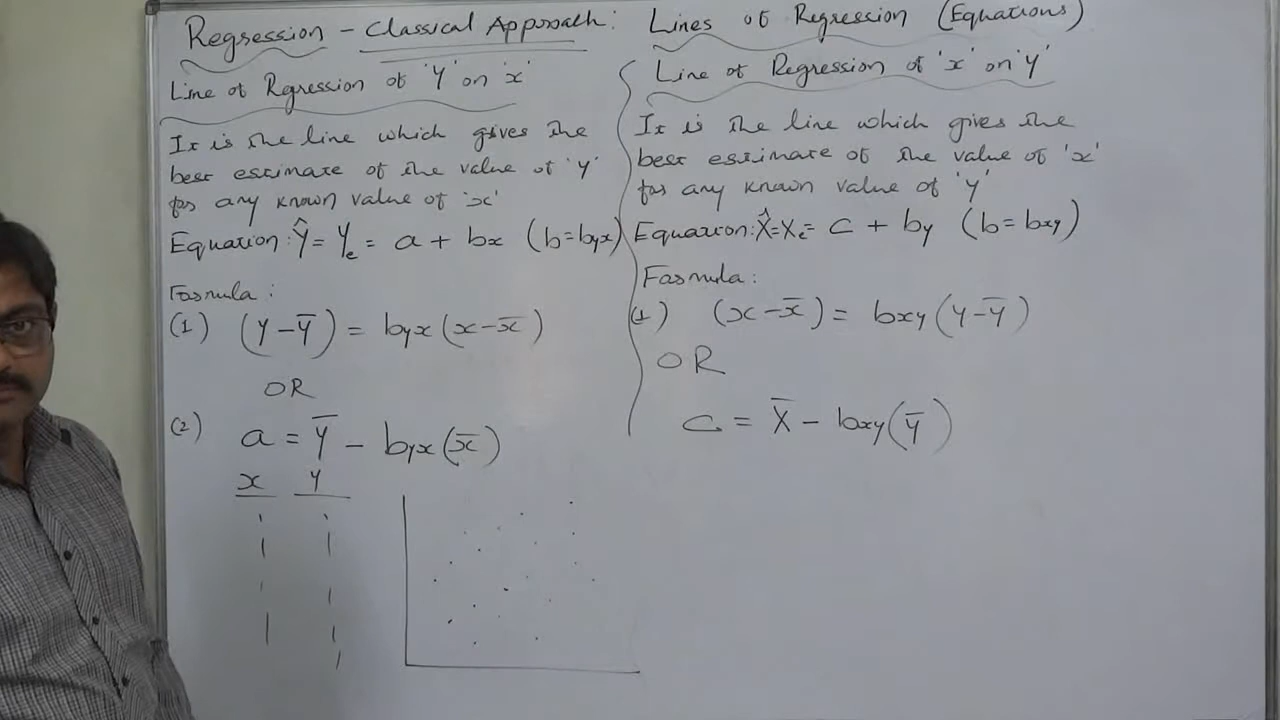 Regression - Classical Approach: Lines of Regression (Equations)
Line of Regression of 'Y' on 'x'
It is the line which gives the
best estimate of the value of 'y'
for any known value of 'x'
Equation: Ŷ = Yₑ = a + bx (b = byx)
Formula:
(1) (y - ȳ) = byx (x - x̄)
OR
(2) a = ȳ - byx (x̄)
x y
Line of Regression of 'x' on 'y'
It is the line which gives the
best estimate of the value of 'x'
for any known value of 'y'
Equation: X̂ = Xₑ = c + by (b = bxy)
Formula:
(1) (x - x̄) = bxy (y - ȳ)
OR
c = X̄ - bxy (ȳ)